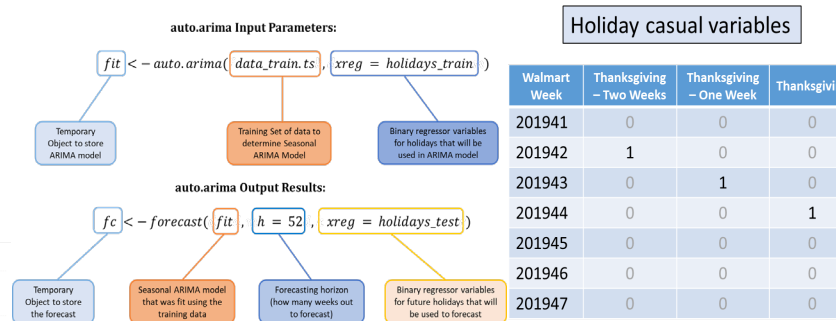 auto.arima Input Parameters:
fit < − auto.arima( data_train.ts , xreg = holidays_train )
Temporary
Object to store
ARIMA model
Training Set of data to
determine Seasonal
ARIMA Model
Binary regressor variables
for holidays that will be
used in ARIMA model
auto.arima Output Results:
fc < − forecast( fit , h = 52 , xreg = holidays_test )
Temporary
Object to store
the forecast
Seasonal ARIMA model
that was fit using the
training data
Forecasting horizon
(how many weeks out
to forecast)
Binary regressor variables
for future holidays that will
be used to forecast
Holiday casual variables
Walmart Week Thanksgiving – Two Weeks Thanksgiving – One Week Thanksgivi
201941 0 0 0
201942 1 0 0
201943 0 1 0
201944 0 0 1
201945 0 0 0
201946 0 0 0
201947 0 0 0